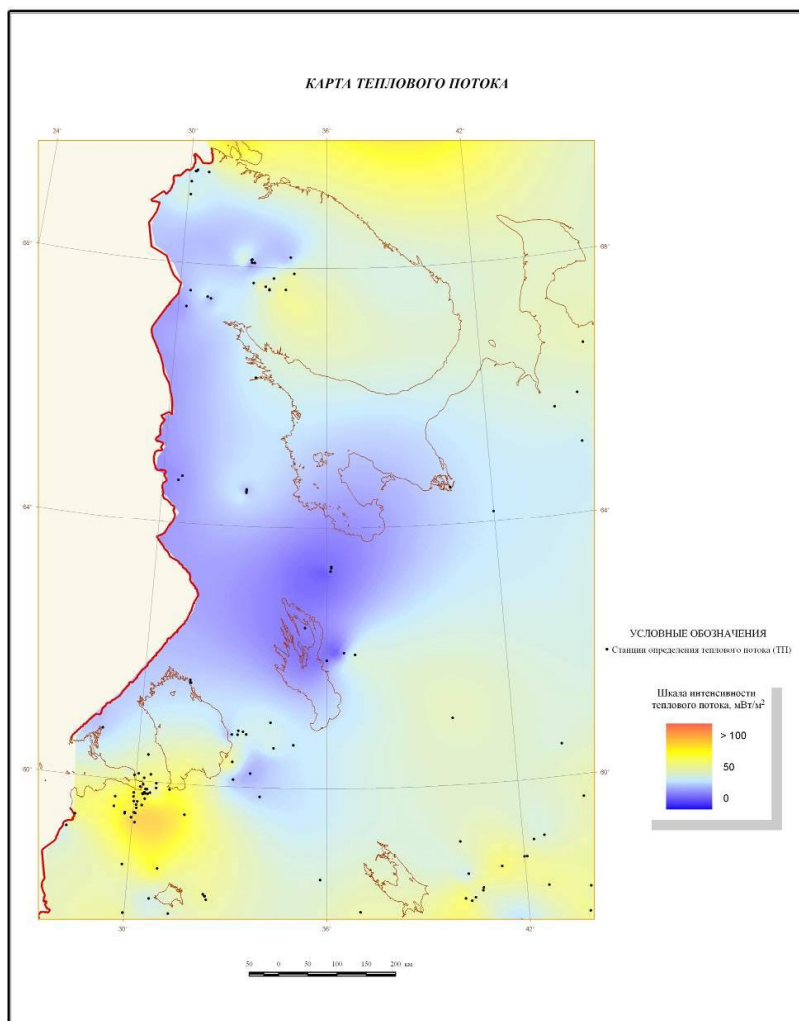 КАРТА ТЕПЛОВОГО ПОТОКА
24° 30° 36° 42°
68° 68°
64° 64°
УСЛОВНЫЕ ОБОЗНАЧЕНИЯ
Станции определения теплового потока (ТП)
Шкала интенсивности
теплового потока, мВт/м²
> 100
50
0
60° 60°
30° 36° 42°
50 0 50 100 150 200 км